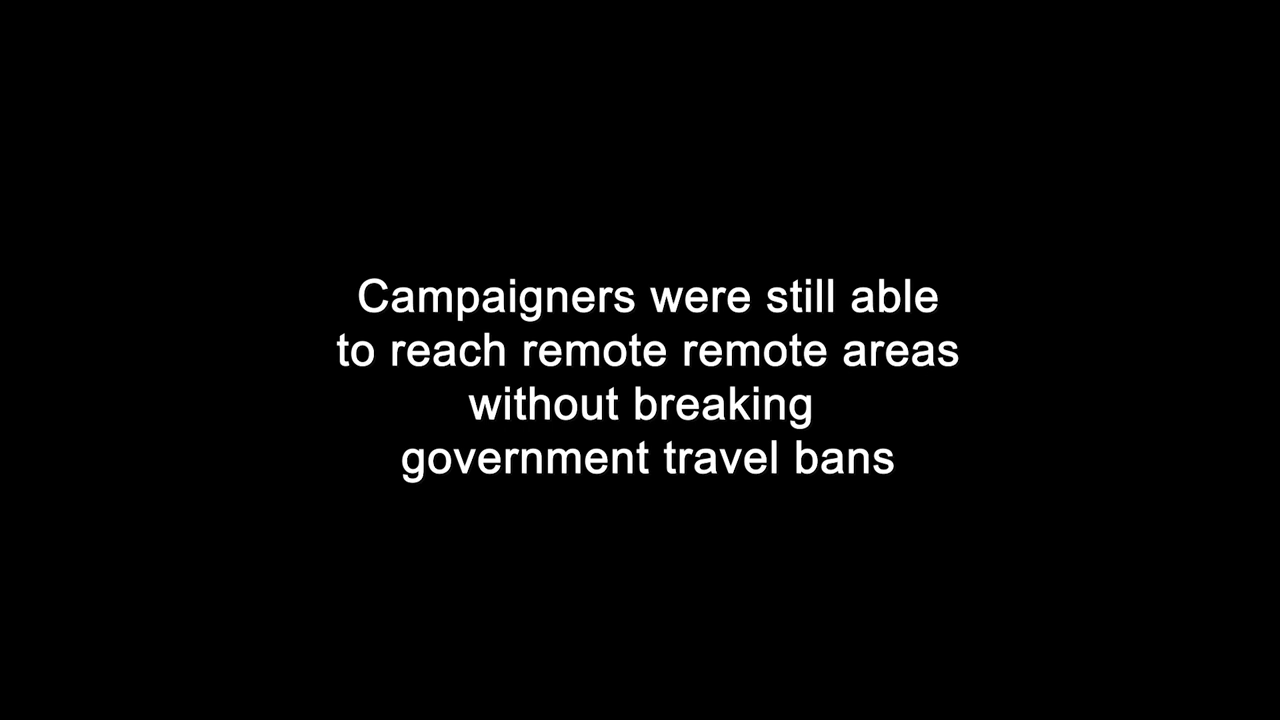 Campaigners were still able
to reach remote remote areas
without breaking
government travel bans